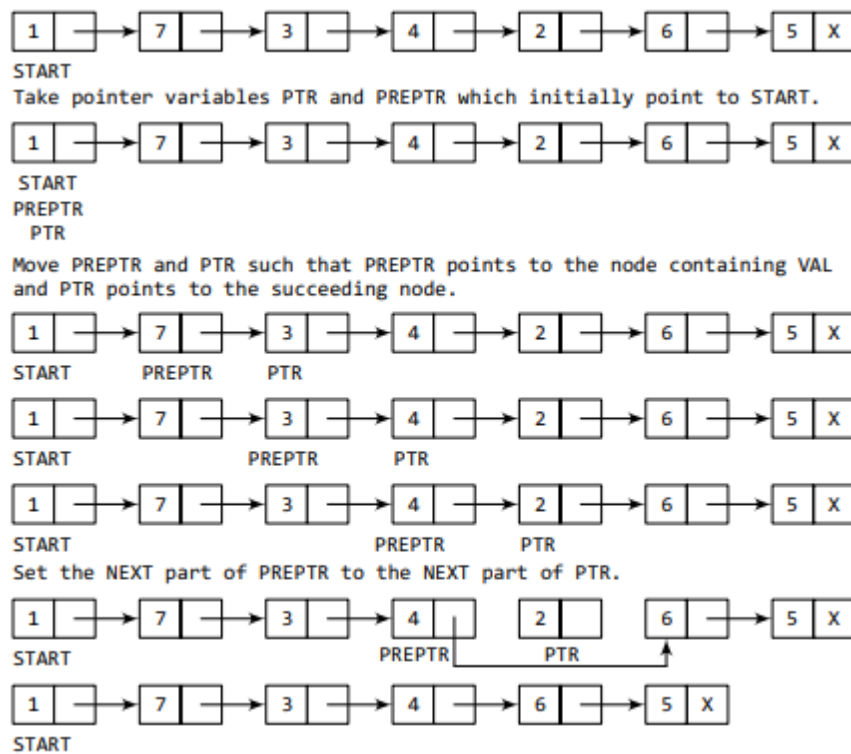 1 7 3 4 2 6 5 X
START
Take pointer variables PTR and PREPTR which initially point to START.
1 7 3 4 2 6 5 X
START
PREPTR
PTR
Move PREPTR and PTR such that PREPTR points to the node containing VAL
and PTR points to the succeeding node.
1 7 3 4 2 6 5 X
START PREPTR PTR
1 7 3 4 2 6 5 X
START PREPTR PTR
1 7 3 4 2 6 5 X
START PREPTR PTR
Set the NEXT part of PREPTR to the NEXT part of PTR.
1 7 3 4 2 6 5 X
START PREPTR PTR
1 7 3 4 6 5 X
START